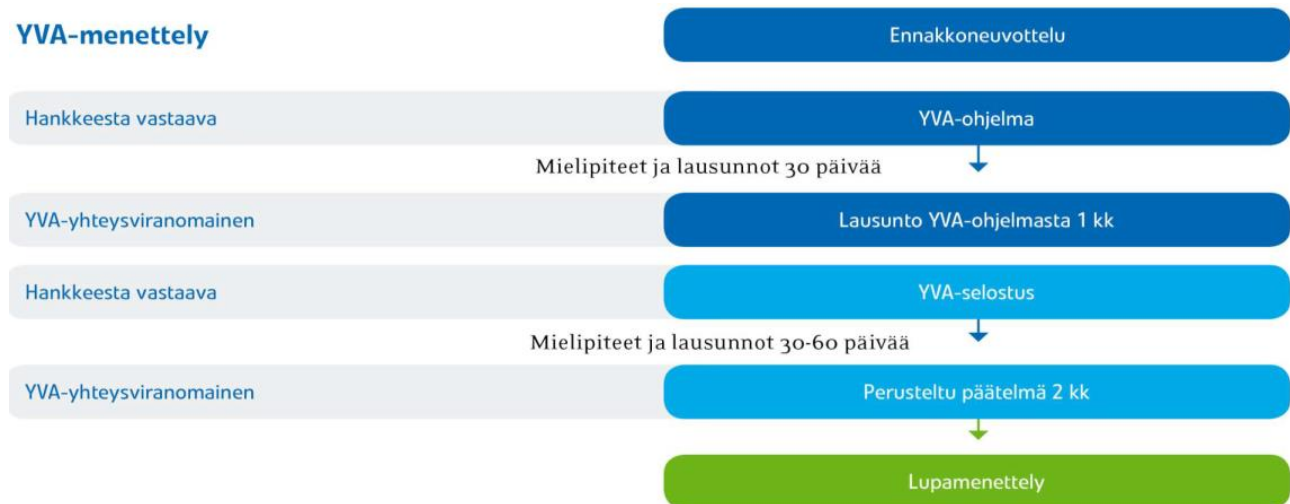 YVA-menettely
Ennakkoneuvottelu
Hankkeesta vastaava
YVA-ohjelma
Mielipiteet ja lausunnot 30 päivää
YVA-yhteysviranomainen
Lausunto YVA-ohjelmasta 1 kk
Hankkeesta vastaava
YVA-selostus
Mielipiteet ja lausunnot 30-60 päivää
YVA-yhteysviranomainen
Perusteltu päätelmä 2 kk
Lupamenettely